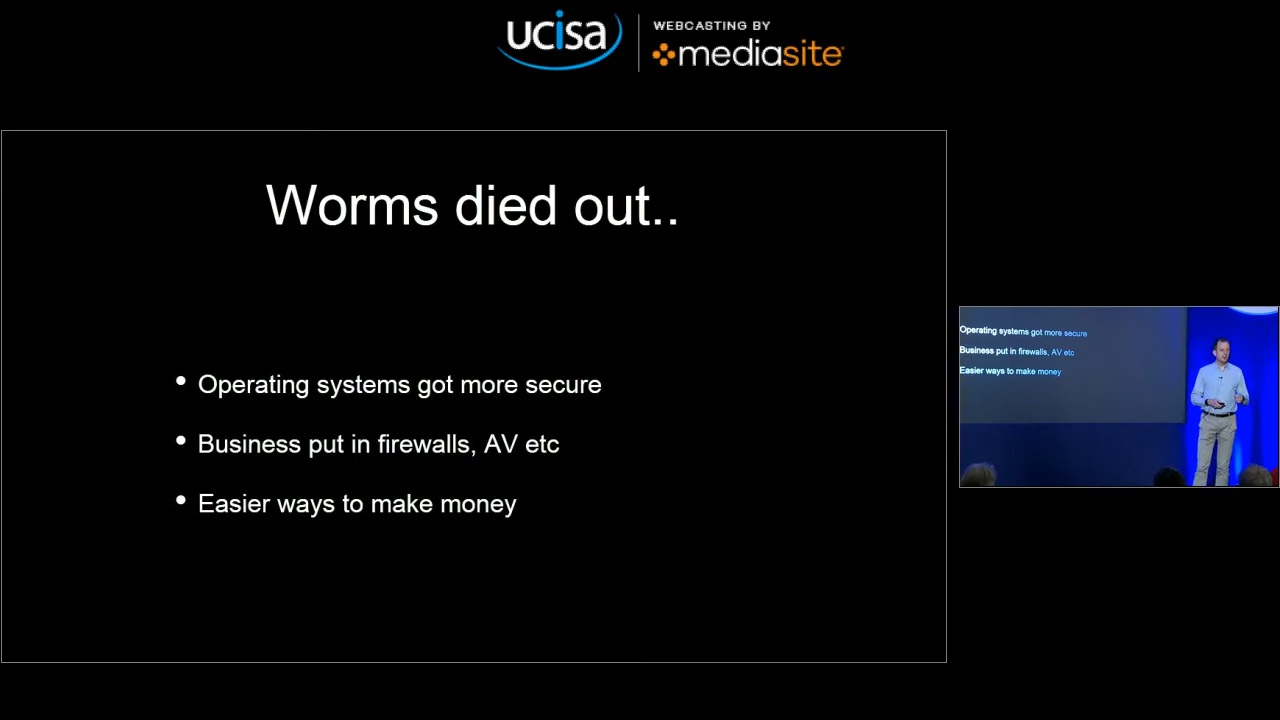 ucisa
WEBCASTING BY
mediasite
Worms died out..
• Operating systems got more secure
• Business put in firewalls, AV etc
• Easier ways to make money
Operating systems got more secure
Business put in firewalls, AV etc
Easier ways to make money